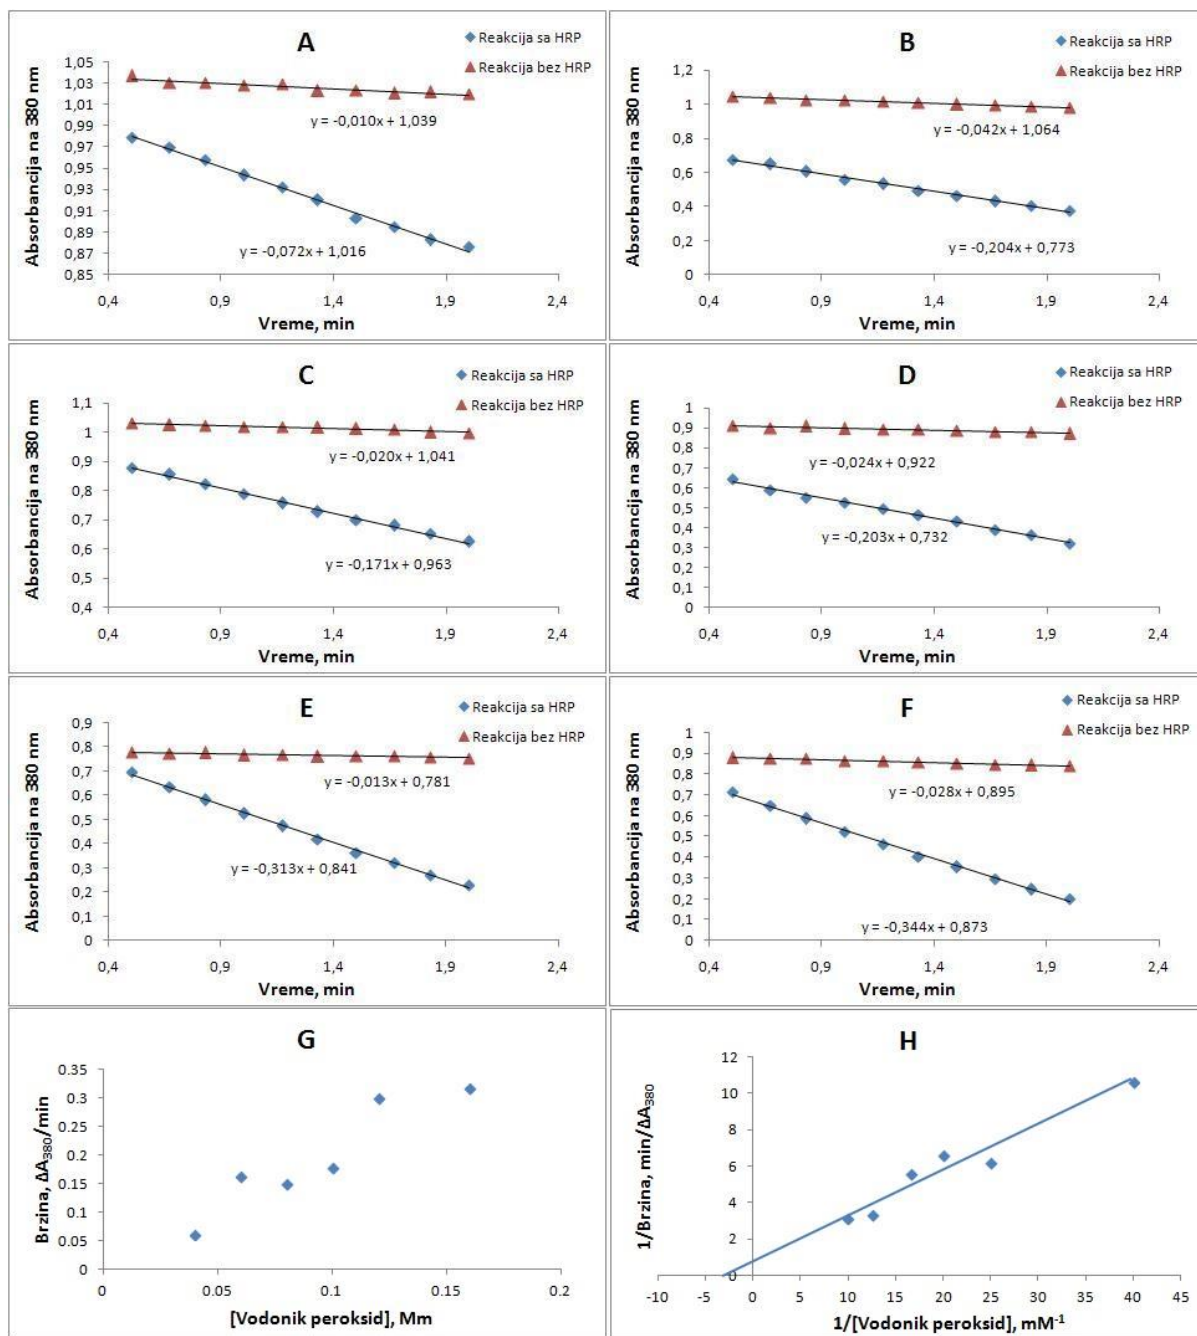 A
Reakcija sa HRP
Reakcija bez HRP
Absorbancija na 380 nm
1,05
1,03
1,01
0,99
0,97
0,95
0,93
0,91
0,89
0,87
0,85
y = -0,010x + 1,039
y = -0,072x + 1,016
0,4 0,9 1,4 1,9 2,4
Vreme, min
B
Reakcija sa HRP
Reakcija bez HRP
Absorbancija na 380 nm
1,2
1
0,8
0,6
0,4
0,2
0
y = -0,042x + 1,064
y = -0,204x + 0,773
0,4 0,9 1,4 1,9 2,4
Vreme, min
C
Reakcija sa HRP
Reakcija bez HRP
Absorbancija na 380 nm
1,1
1
0,9
0,8
0,7
0,6
0,5
0,4
y = -0,020x + 1,041
y = -0,171x + 0,963
0,4 0,9 1,4 1,9 2,4
Vreme, min
D
Reakcija sa HRP
Reakcija bez HRP
Absorbancija na 380 nm
1
0,9
0,8
0,7
0,6
0,5
0,4
0,3
0,2
0,1
0
y = -0,024x + 0,922
y = -0,203x + 0,732
0,4 0,9 1,4 1,9 2,4
Vreme, min
E
Reakcija sa HRP
Reakcija bez HRP
Absorbancija na 380 nm
0,9
0,8
0,7
0,6
0,5
0,4
0,3
0,2
0,1
0
y = -0,013x + 0,781
y = -0,313x + 0,841
0,4 0,9 1,4 1,9 2,4
Vreme, min
F
Reakcija sa HRP
Reakcija bez HRP
Absorbancija na 380 nm
1
0,9
0,8
0,7
0,6
0,5
0,4
0,3
0,2
0,1
0
y = -0,028x + 0,895
y = -0,344x + 0,873
0,4 0,9 1,4 1,9 2,4
Vreme, min
G
Brzina, ΔA₃₈₀/min
0.35
0.3
0.25
0.2
0.15
0.1
0.05
0
0 0.05 0.1 0.15 0.2
[Vodonik peroksid], Mm
H
1/Brzina, min/ΔA₃₈₀
12
10
8
6
4
2
0
-10 -5 0 5 10 15 20 25 30 35 40 45
1/[Vodonik peroksid], mM⁻¹